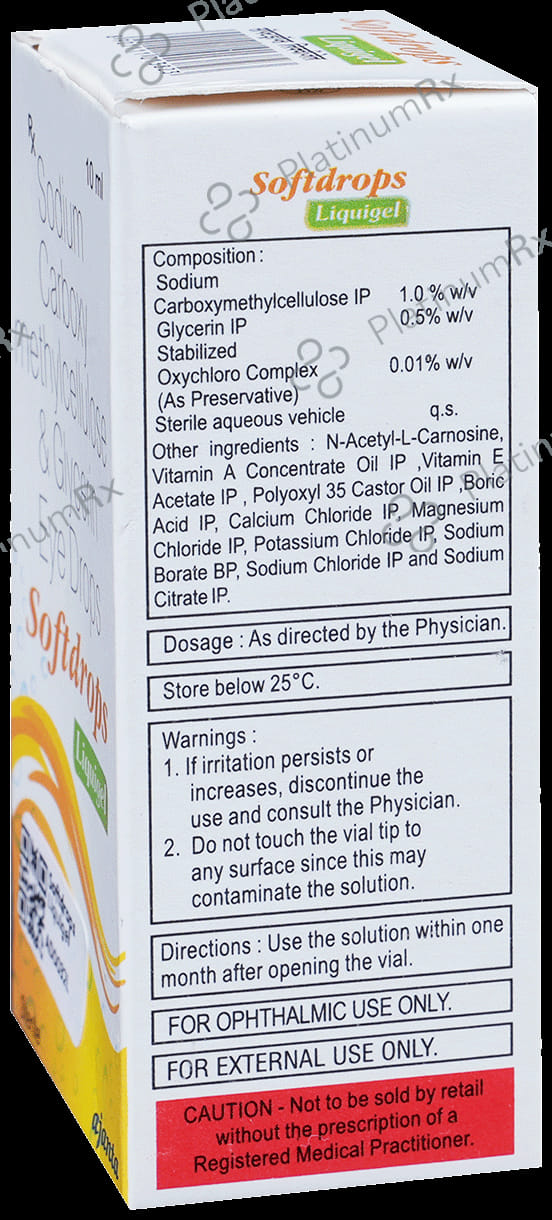 Softdrops
Liquigel
Softdrops
Liquigel
Composition :
Sodium
Carboxymethylcellulose IP 1.0 % w/v
Glycerin IP 0.5% w/v
Stabilized
Oxychloro Complex 0.01% w/v
(As Preservative)
Sterile aqueous vehicle q.s.
Other ingredients : N-Acetyl-L-Carnosine,
Vitamin A Concentrate Oil IP ,Vitamin E
Acetate IP , Polyoxyl 35 Castor Oil IP ,Boric
Acid IP, Calcium Chloride IP, Magnesium
Chloride IP, Potassium Chloride IP, Sodium
Borate BP, Sodium Chloride IP and Sodium
Citrate IP.
Dosage : As directed by the Physician.
Store below 25°C.
Warnings :
1. If irritation persists or
increases, discontinue the
use and consult the Physician.
2. Do not touch the vial tip to
any surface since this may
contaminate the solution.
Directions : Use the solution within one
month after opening the vial.
FOR OPHTHALMIC USE ONLY.
FOR EXTERNAL USE ONLY.
CAUTION - Not to be sold by retail
without the prescription of a
Registered Medical Practitioner.
Rx
10 ml
Sodium
Carboxy
methylcellulose
& Glycerin
Eye Drops
Softdrops
Liquigel
ajanta
PlatinumRx
PlatinumRx
PlatinumRx